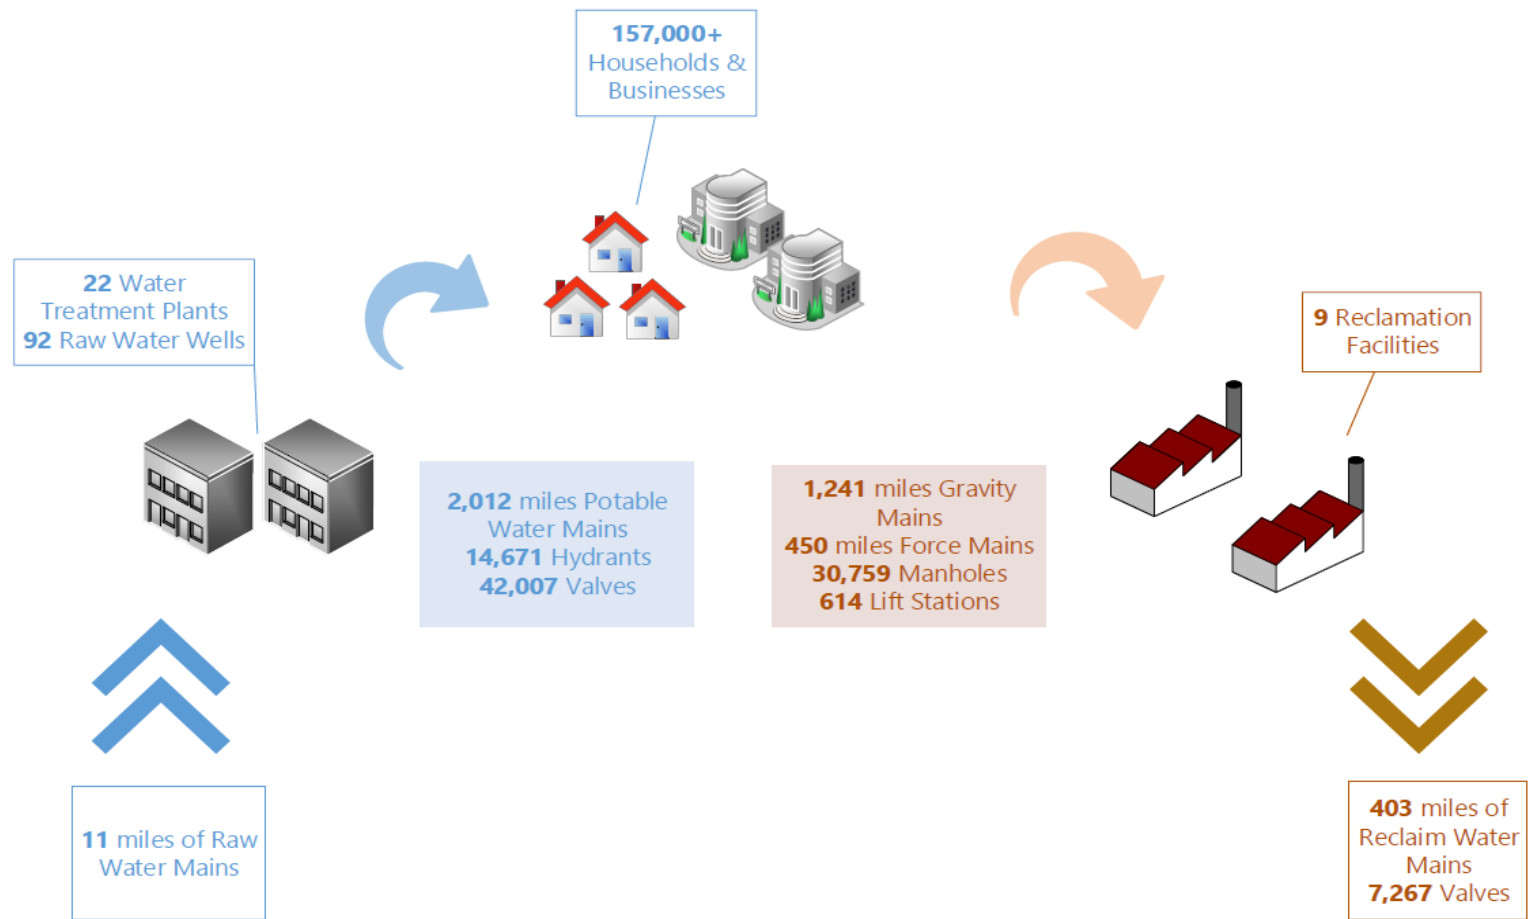 157,000+
Households &
Businesses
22 Water
Treatment Plants
92 Raw Water Wells
9 Reclamation
Facilities
2,012 miles Potable
Water Mains
14,671 Hydrants
42,007 Valves
1,241 miles Gravity
Mains
450 miles Force Mains
30,759 Manholes
614 Lift Stations
11 miles of Raw
Water Mains
403 miles of
Reclaim Water
Mains
7,267 Valves